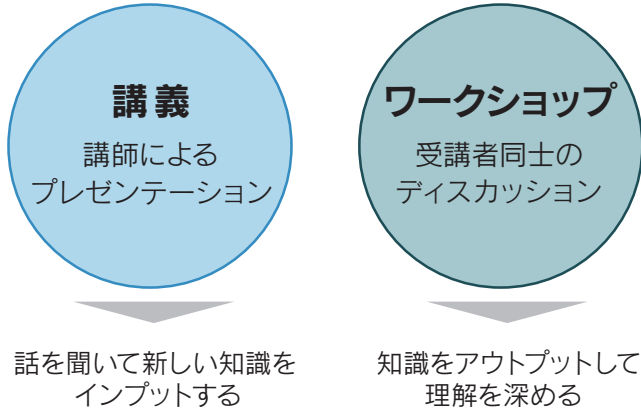 講義
講師による
プレゼンテーション
話を聞いて新しい知識を
インプットする
ワークショップ
受講者同士の
ディスカッション
知識をアウトプットして
理解を深める